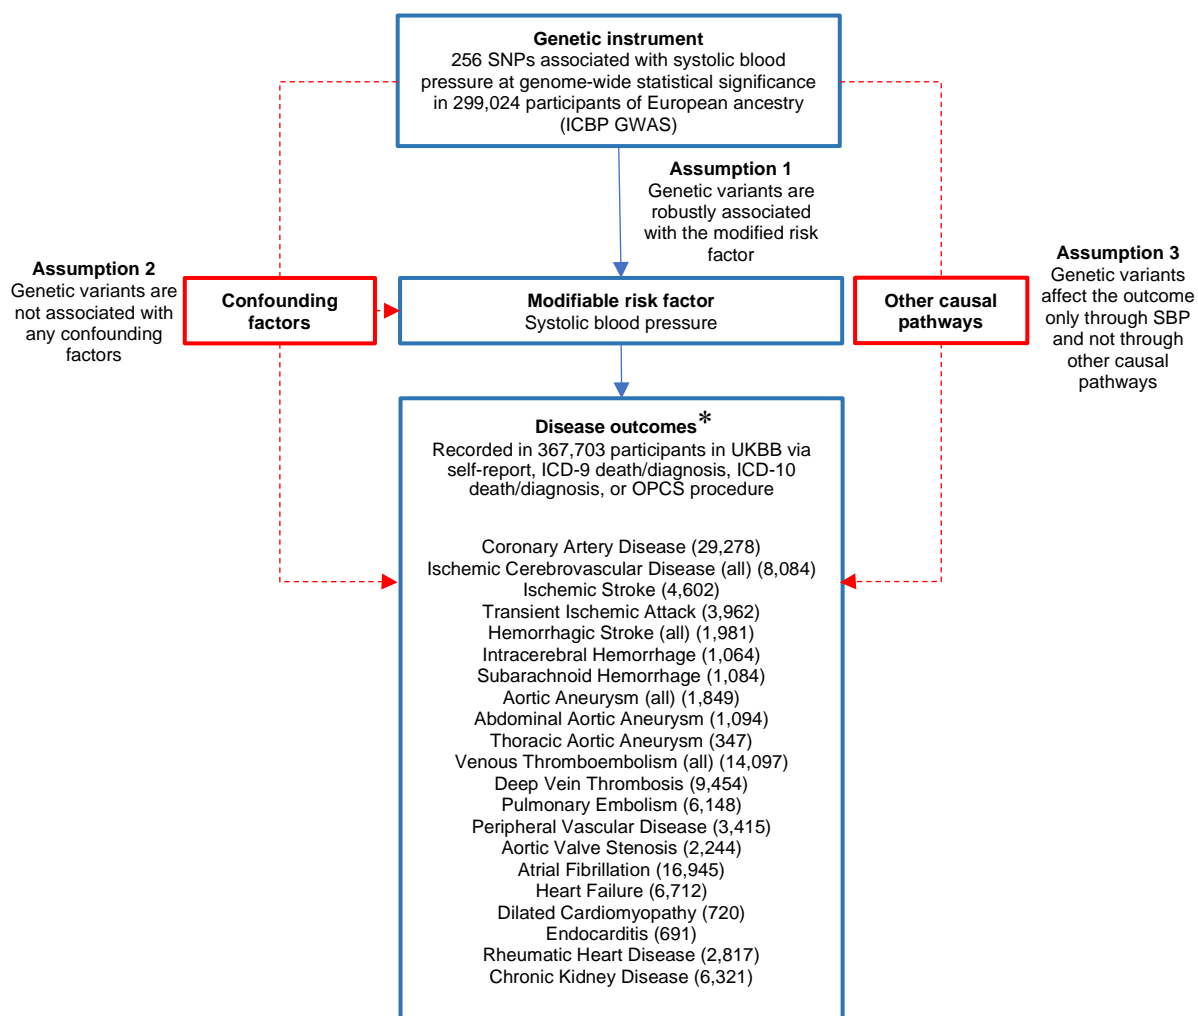 Genetic instrument
256 SNPs associated with systolic blood
pressure at genome-wide statistical significance
in 299,024 participants of European ancestry
(ICBP GWAS)
Assumption 1
Genetic variants are
robustly associated
with the modified risk
factor
Assumption 2
Genetic variants are
not associated with
any confounding
factors
Confounding
factors
Modifiable risk factor
Systolic blood pressure
Other causal
pathways
Assumption 3
Genetic variants
affect the outcome
only through SBP
and not through
other causal
pathways
Disease outcomes*
Recorded in 367,703 participants in UKBB via
self-report, ICD-9 death/diagnosis, ICD-10
death/diagnosis, or OPCS procedure
Coronary Artery Disease (29,278)
Ischemic Cerebrovascular Disease (all) (8,084)
Ischemic Stroke (4,602)
Transient Ischemic Attack (3,962)
Hemorrhagic Stroke (all) (1,981)
Intracerebral Hemorrhage (1,064)
Subarachnoid Hemorrhage (1,084)
Aortic Aneurysm (all) (1,849)
Abdominal Aortic Aneurysm (1,094)
Thoracic Aortic Aneurysm (347)
Venous Thromboembolism (all) (14,097)
Deep Vein Thrombosis (9,454)
Pulmonary Embolism (6,148)
Peripheral Vascular Disease (3,415)
Aortic Valve Stenosis (2,244)
Atrial Fibrillation (16,945)
Heart Failure (6,712)
Dilated Cardiomyopathy (720)
Endocarditis (691)
Rheumatic Heart Disease (2,817)
Chronic Kidney Disease (6,321)